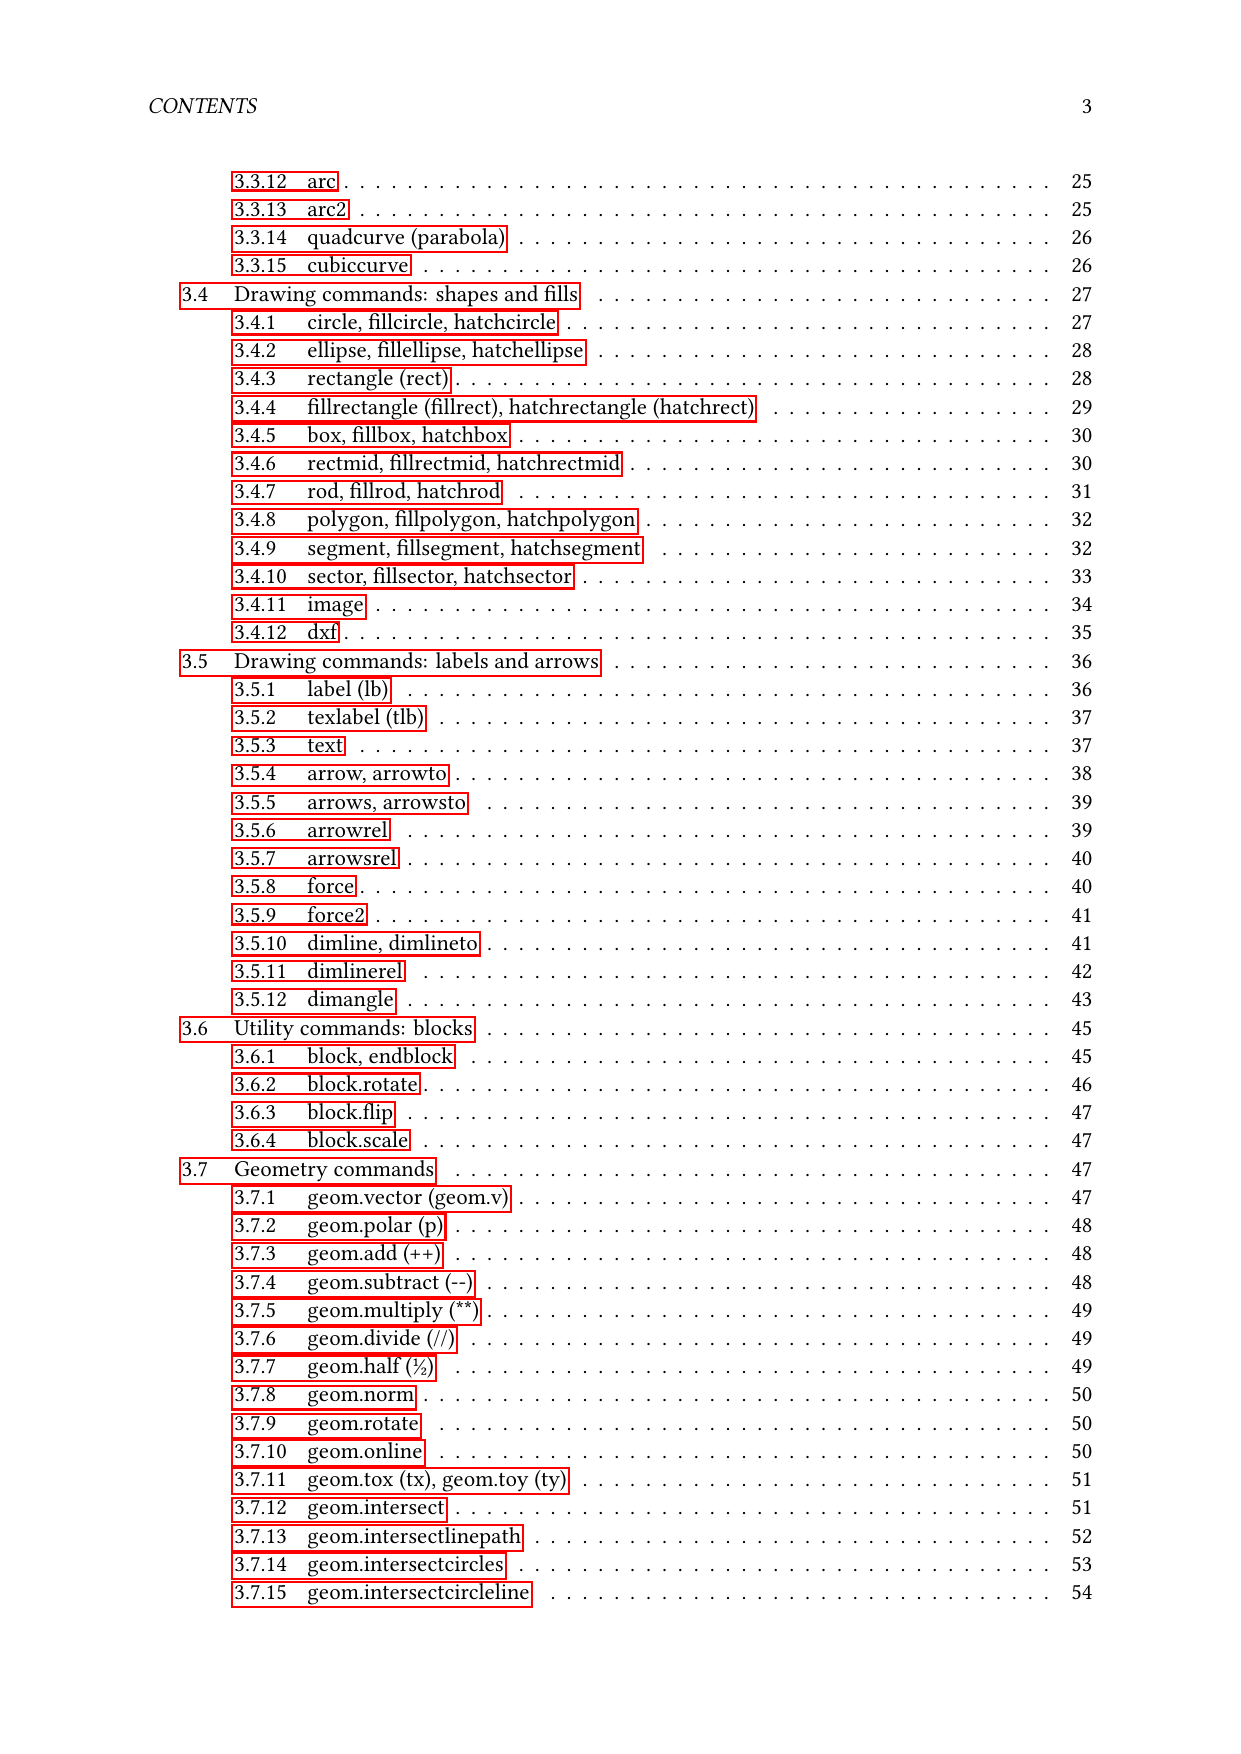 CONTENTS 3
3.3.12 arc . . . . . . . . . . . . . . . . . . . . . . . . . . . . . . . . . . . . . . . . . . . . . 25
3.3.13 arc2 . . . . . . . . . . . . . . . . . . . . . . . . . . . . . . . . . . . . . . . . . . . . 25
3.3.14 quadcurve (parabola) . . . . . . . . . . . . . . . . . . . . . . . . . . . . . . . . . . 26
3.3.15 cubiccurve . . . . . . . . . . . . . . . . . . . . . . . . . . . . . . . . . . . . . . . . 26
3.4 Drawing commands: shapes and fills . . . . . . . . . . . . . . . . . . . . . . . . . . . . . 27
3.4.1 circle, fillcircle, hatchcircle . . . . . . . . . . . . . . . . . . . . . . . . . . . . . . . 27
3.4.2 ellipse, fillellipse, hatchellipse . . . . . . . . . . . . . . . . . . . . . . . . . . . . . 28
3.4.3 rectangle (rect) . . . . . . . . . . . . . . . . . . . . . . . . . . . . . . . . . . . . . . 28
3.4.4 fillrectangle (fillrect), hatchrectangle (hatchrect) . . . . . . . . . . . . . . . . . . 29
3.4.5 box, fillbox, hatchbox . . . . . . . . . . . . . . . . . . . . . . . . . . . . . . . . . . 30
3.4.6 rectmid, fillrectmid, hatchrectmid . . . . . . . . . . . . . . . . . . . . . . . . . . . 30
3.4.7 rod, fillrod, hatchrod . . . . . . . . . . . . . . . . . . . . . . . . . . . . . . . . . . 31
3.4.8 polygon, fillpolygon, hatchpolygon . . . . . . . . . . . . . . . . . . . . . . . . . . 32
3.4.9 segment, fillsegment, hatchsegment . . . . . . . . . . . . . . . . . . . . . . . . . 32
3.4.10 sector, fillsector, hatchsector . . . . . . . . . . . . . . . . . . . . . . . . . . . . . . 33
3.4.11 image . . . . . . . . . . . . . . . . . . . . . . . . . . . . . . . . . . . . . . . . . . . 34
3.4.12 dxf . . . . . . . . . . . . . . . . . . . . . . . . . . . . . . . . . . . . . . . . . . . . . 35
3.5 Drawing commands: labels and arrows . . . . . . . . . . . . . . . . . . . . . . . . . . . . 36
3.5.1 label (lb) . . . . . . . . . . . . . . . . . . . . . . . . . . . . . . . . . . . . . . . . . 36
3.5.2 texlabel (tlb) . . . . . . . . . . . . . . . . . . . . . . . . . . . . . . . . . . . . . . . 37
3.5.3 text . . . . . . . . . . . . . . . . . . . . . . . . . . . . . . . . . . . . . . . . . . . . 37
3.5.4 arrow, arrowto . . . . . . . . . . . . . . . . . . . . . . . . . . . . . . . . . . . . . . 38
3.5.5 arrows, arrowsto . . . . . . . . . . . . . . . . . . . . . . . . . . . . . . . . . . . . 39
3.5.6 arrowrel . . . . . . . . . . . . . . . . . . . . . . . . . . . . . . . . . . . . . . . . . 39
3.5.7 arrowsrel . . . . . . . . . . . . . . . . . . . . . . . . . . . . . . . . . . . . . . . . . 40
3.5.8 force . . . . . . . . . . . . . . . . . . . . . . . . . . . . . . . . . . . . . . . . . . . . 40
3.5.9 force2 . . . . . . . . . . . . . . . . . . . . . . . . . . . . . . . . . . . . . . . . . . . 41
3.5.10 dimline, dimlineto . . . . . . . . . . . . . . . . . . . . . . . . . . . . . . . . . . . . 41
3.5.11 dimlinerel . . . . . . . . . . . . . . . . . . . . . . . . . . . . . . . . . . . . . . . . 42
3.5.12 dimangle . . . . . . . . . . . . . . . . . . . . . . . . . . . . . . . . . . . . . . . . . 43
3.6 Utility commands: blocks . . . . . . . . . . . . . . . . . . . . . . . . . . . . . . . . . . . . 45
3.6.1 block, endblock . . . . . . . . . . . . . . . . . . . . . . . . . . . . . . . . . . . . . 45
3.6.2 block.rotate . . . . . . . . . . . . . . . . . . . . . . . . . . . . . . . . . . . . . . . . 46
3.6.3 block.flip . . . . . . . . . . . . . . . . . . . . . . . . . . . . . . . . . . . . . . . . . 47
3.6.4 block.scale . . . . . . . . . . . . . . . . . . . . . . . . . . . . . . . . . . . . . . . . 47
3.7 Geometry commands . . . . . . . . . . . . . . . . . . . . . . . . . . . . . . . . . . . . . . 47
3.7.1 geom.vector (geom.v) . . . . . . . . . . . . . . . . . . . . . . . . . . . . . . . . . . 47
3.7.2 geom.polar (p) . . . . . . . . . . . . . . . . . . . . . . . . . . . . . . . . . . . . . . 48
3.7.3 geom.add (++) . . . . . . . . . . . . . . . . . . . . . . . . . . . . . . . . . . . . . . 48
3.7.4 geom.subtract (--) . . . . . . . . . . . . . . . . . . . . . . . . . . . . . . . . . . . . 48
3.7.5 geom.multiply (**) . . . . . . . . . . . . . . . . . . . . . . . . . . . . . . . . . . . . 49
3.7.6 geom.divide (//) . . . . . . . . . . . . . . . . . . . . . . . . . . . . . . . . . . . . . 49
3.7.7 geom.half (½) . . . . . . . . . . . . . . . . . . . . . . . . . . . . . . . . . . . . . . 49
3.7.8 geom.norm . . . . . . . . . . . . . . . . . . . . . . . . . . . . . . . . . . . . . . . . 50
3.7.9 geom.rotate . . . . . . . . . . . . . . . . . . . . . . . . . . . . . . . . . . . . . . . 50
3.7.10 geom.online . . . . . . . . . . . . . . . . . . . . . . . . . . . . . . . . . . . . . . . 50
3.7.11 geom.tox (tx), geom.toy (ty) . . . . . . . . . . . . . . . . . . . . . . . . . . . . . . 51
3.7.12 geom.intersect . . . . . . . . . . . . . . . . . . . . . . . . . . . . . . . . . . . . . . 51
3.7.13 geom.intersectlinepath . . . . . . . . . . . . . . . . . . . . . . . . . . . . . . . . . 52
3.7.14 geom.intersectcircles . . . . . . . . . . . . . . . . . . . . . . . . . . . . . . . . . . 53
3.7.15 geom.intersectcircleline . . . . . . . . . . . . . . . . . . . . . . . . . . . . . . . . 54